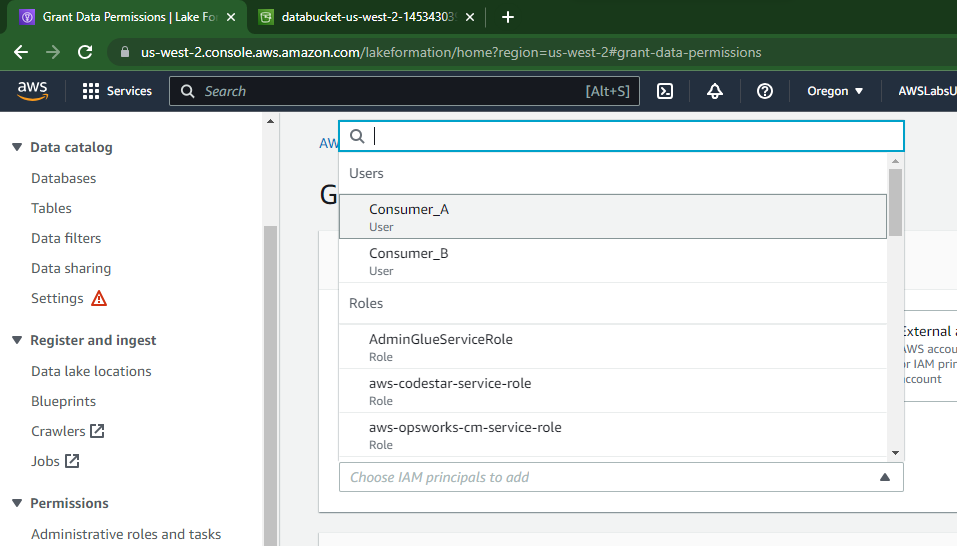 Grant Data Permissions | Lake Fo
databucket-us-west-2-145343035
us-west-2.console.aws.amazon.com/lakeformation/home?region=us-west-2#grant-data-permissions
aws
Services
Search
[Alt+S]
Oregon
AWSLabsU
Data catalog
Databases
Tables
Data filters
Data sharing
Settings
Register and ingest
Data lake locations
Blueprints
Crawlers
Jobs
Permissions
Administrative roles and tasks
AW
G
Users
Consumer_A
User
Consumer_B
User
Roles
AdminGlueServiceRole
Role
aws-codestar-service-role
Role
aws-opsworks-cm-service-role
Role
Choose IAM principals to add
External a
AWS accou
or IAM prin
account